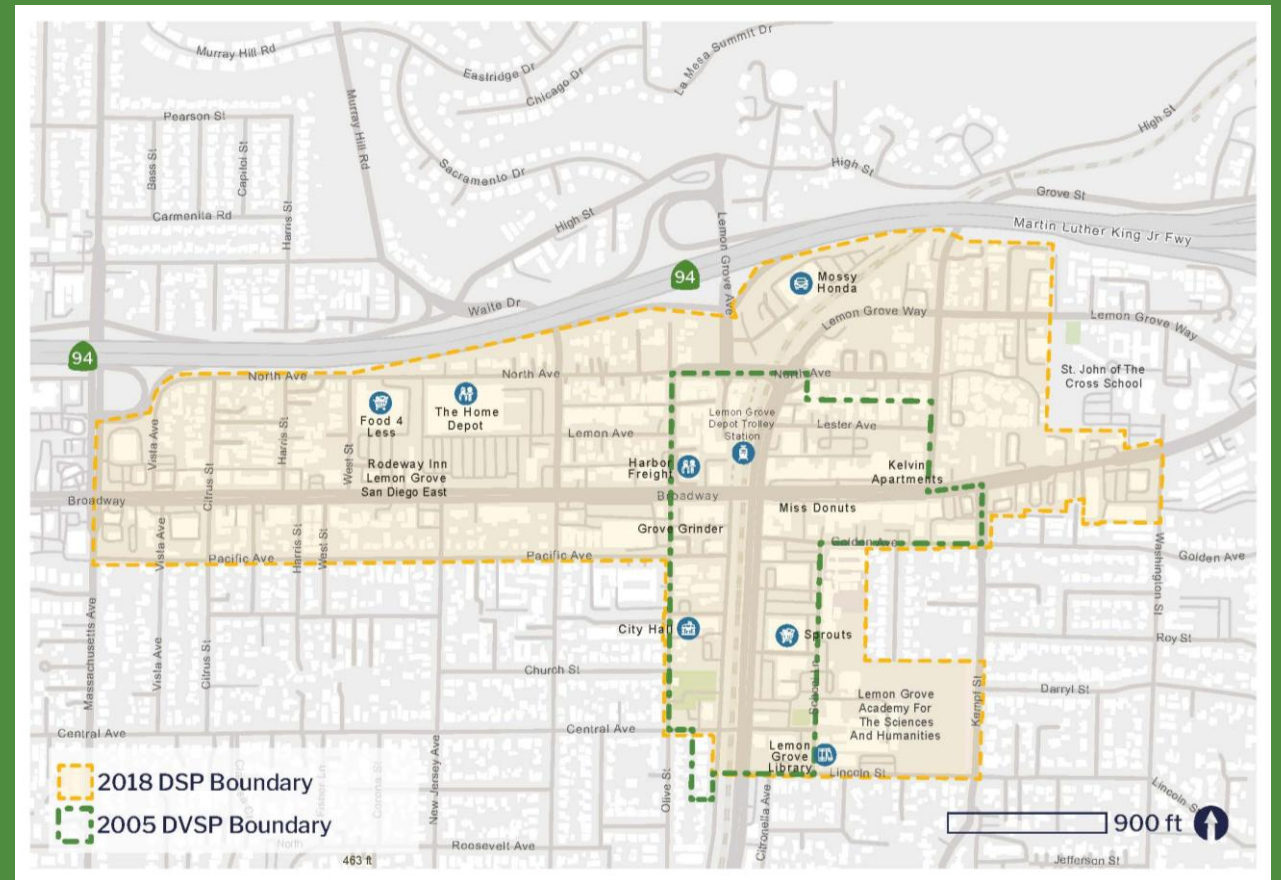 Murray Hill Rd
Eastridge Dr
Chicago Dr
La Mesa Summit Dr
Pearson St
Murray Hill Rd
Bass St
Capitol St
High St
Sacramento Dr
High St
Carmenita Rd
Harris St
High St
Grove St
Lemon Grove Ave
Martin Luther King Jr Fwy
94
Mossy
Honda
Waite Dr
Lemon Grove Way
Lemon Grove Way
94
North Ave
North Ave
North Ave
St. John of The
Cross School
Food 4
Less
The Home
Depot
Lemon Grove
Depot Trolley
Station
Vista Ave
Harris St
Lemon Ave
Lester Ave
Citrus St
West St
Rodeway Inn
Lemon Grove
San Diego East
Harbor
Freight
Kelvin
Apartments
Broadway
Broadway
Miss Donuts
Grove Grinder
Vista Ave
Harris St
West St
Pacific Ave
Pacific Ave
Golden Ave
Golden Ave
Washington St
Massachusetts Ave
City Hall
Sprouts
Roy St
Vista Ave
Citrus St
Church St
School Ln
Kempf St
Darryl St
Lemon Grove
Academy For
The Sciences
And Humanities
Central Ave
Central Ave
Lemon
Grove
Library
Lincoln St
Lincoln St
2018 DSP Boundary
2005 DVSP Boundary
New Jersey Ave
Olive St
Citronella Ave
900 ft
North
463 ft
Roosevelt Ave
Jefferson St